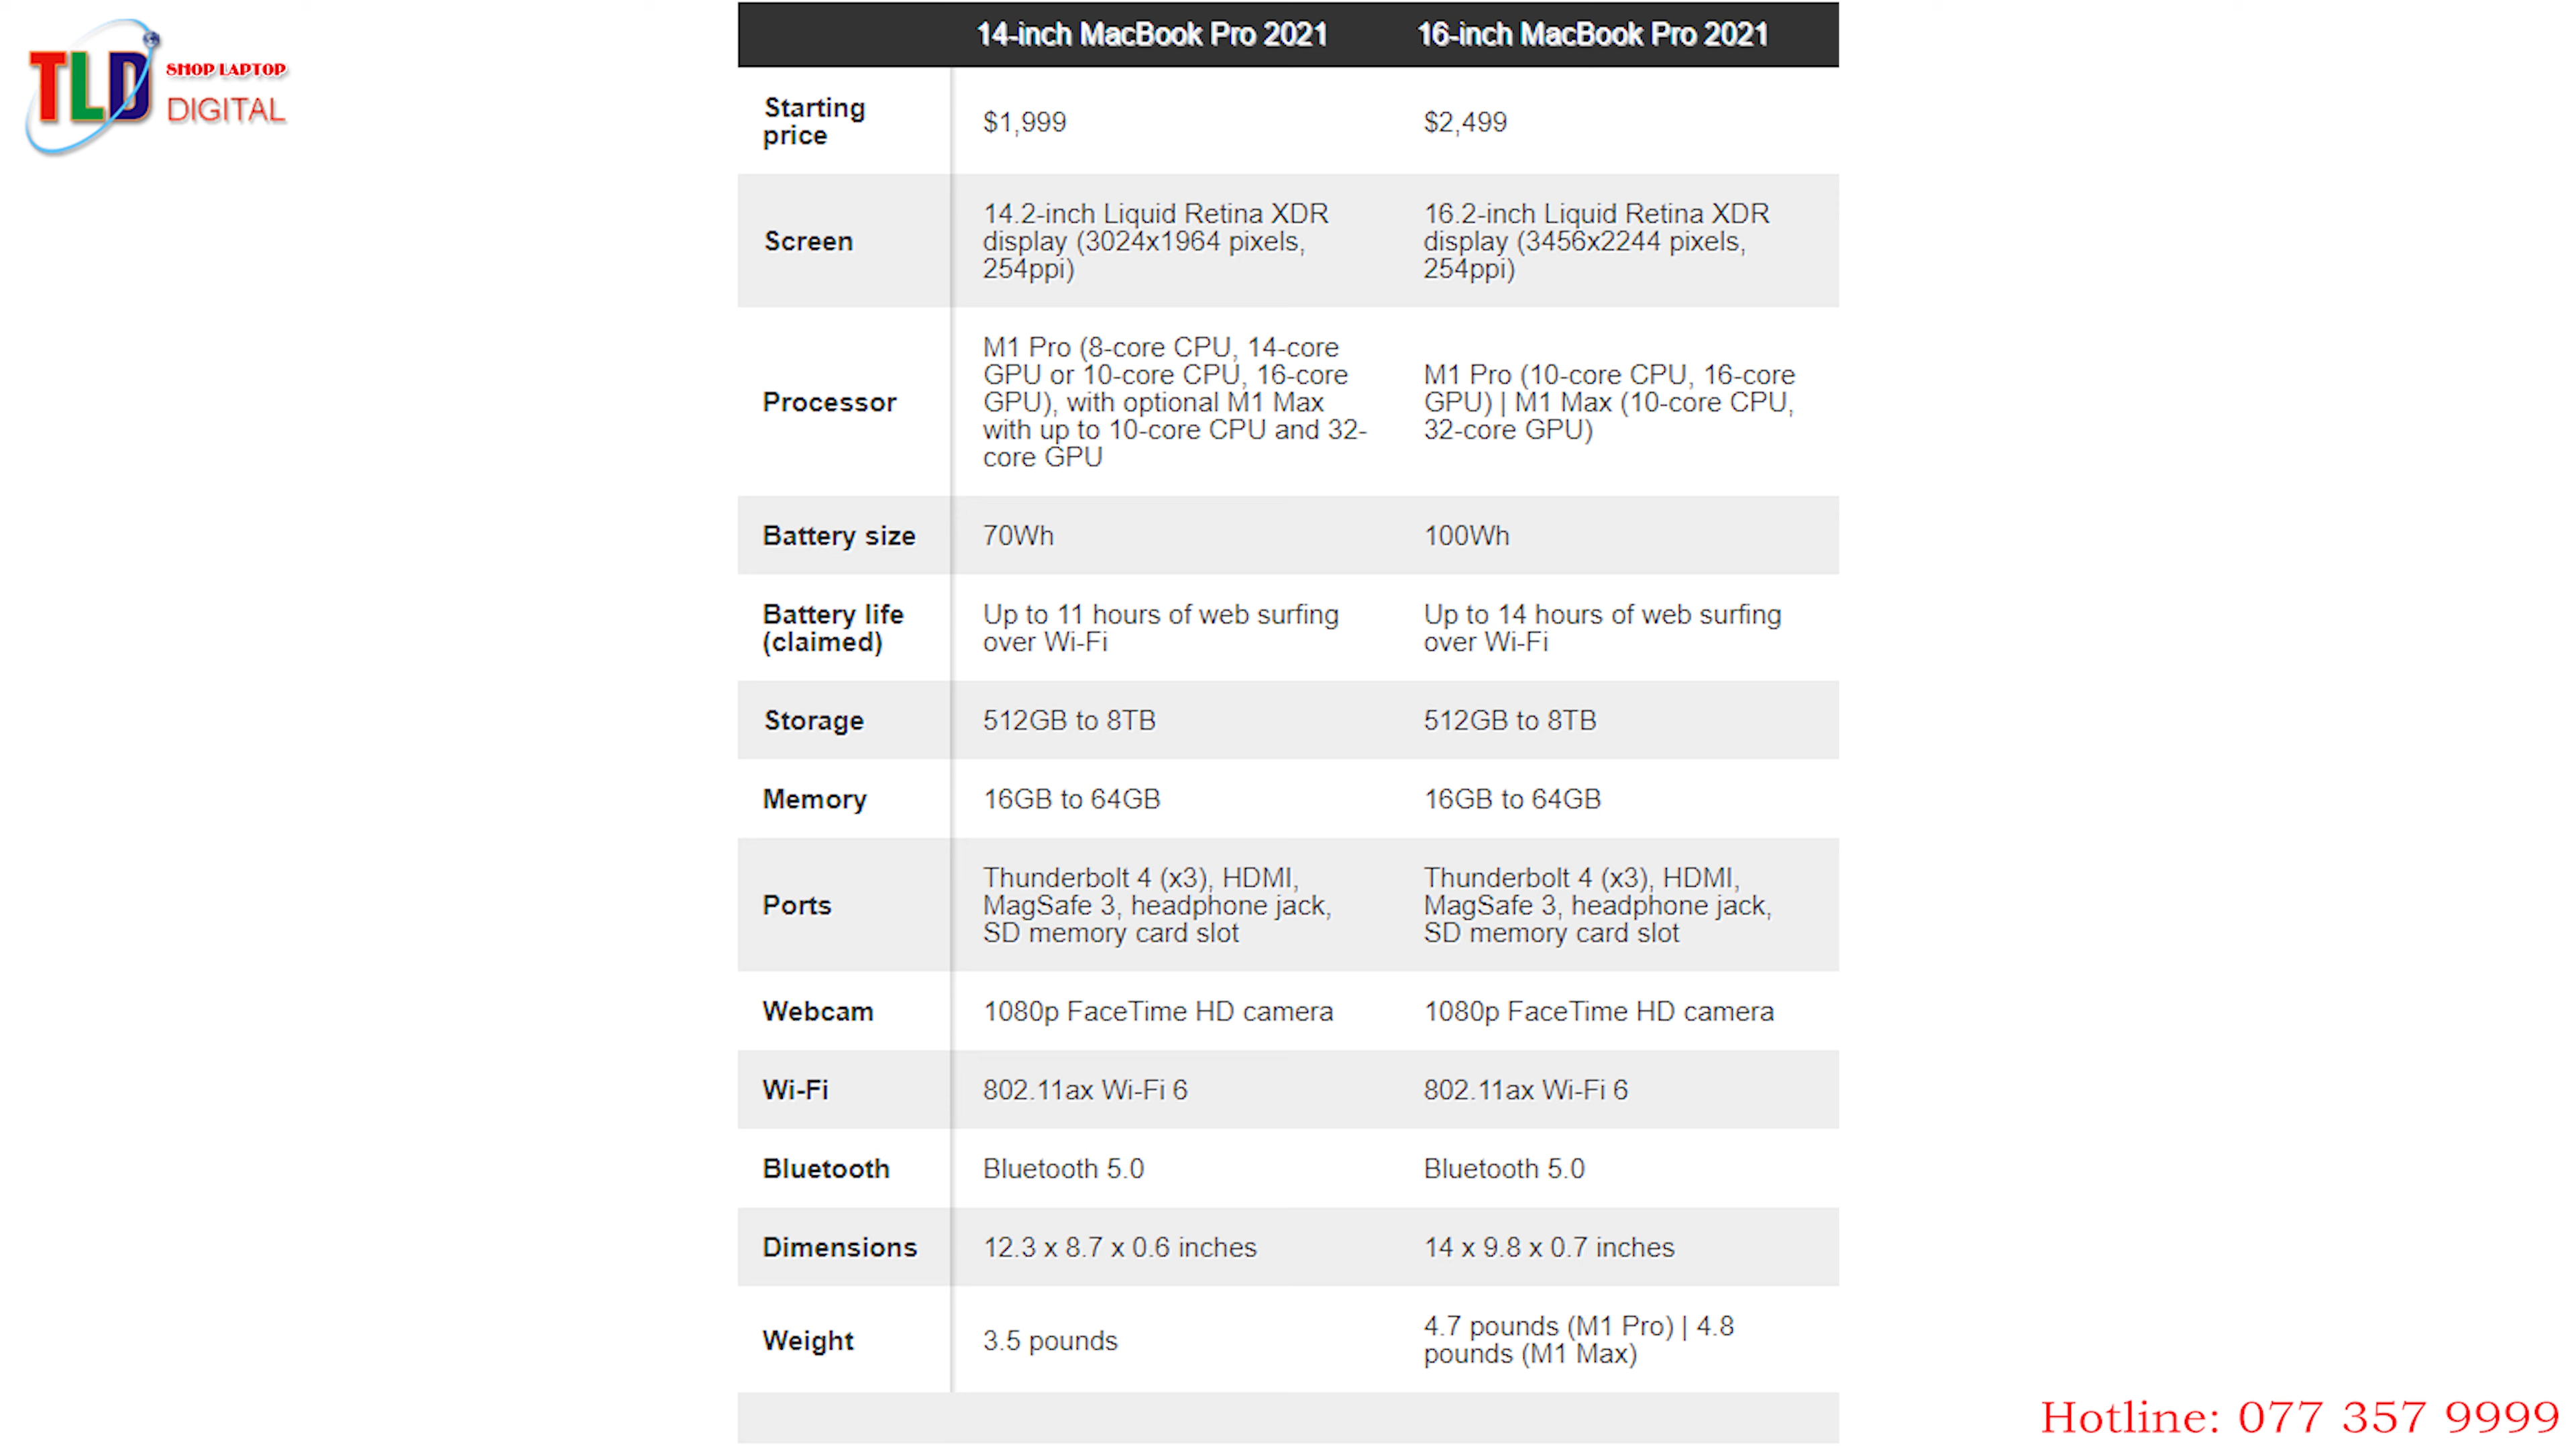 TLD SHOP LAPTOP
DIGITAL
14-inch MacBook Pro 2021 16-inch MacBook Pro 2021
Starting
price
$1,999
$2,499
Screen
14.2-inch Liquid Retina XDR
display (3024x1964 pixels,
254ppi)
16.2-inch Liquid Retina XDR
display (3456x2244 pixels,
254ppi)
Processor
M1 Pro (8-core CPU, 14-core
GPU or 10-core CPU, 16-core
GPU), with optional M1 Max
with up to 10-core CPU and 32-
core GPU
M1 Pro (10-core CPU, 16-core
GPU) | M1 Max (10-core CPU,
32-core GPU)
Battery size
70Wh
100Wh
Battery life
(claimed)
Up to 11 hours of web surfing
over Wi-Fi
Up to 14 hours of web surfing
over Wi-Fi
Storage
512GB to 8TB
512GB to 8TB
Memory
16GB to 64GB
16GB to 64GB
Ports
Thunderbolt 4 (x3), HDMI,
MagSafe 3, headphone jack,
SD memory card slot
Thunderbolt 4 (x3), HDMI,
MagSafe 3, headphone jack,
SD memory card slot
Webcam
1080p FaceTime HD camera
1080p FaceTime HD camera
Wi-Fi
802.11ax Wi-Fi 6
802.11ax Wi-Fi 6
Bluetooth
Bluetooth 5.0
Bluetooth 5.0
Dimensions
12.3 x 8.7 x 0.6 inches
14 x 9.8 x 0.7 inches
Weight
3.5 pounds
4.7 pounds (M1 Pro) | 4.8
pounds (M1 Max)
Hotline: 077 357 9999